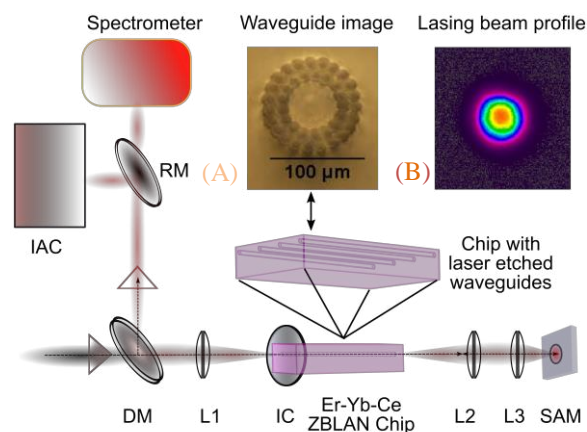 Spectrometer
Waveguide image
Lasing beam profile
RM
(A)
100 µm
(B)
IAC
Chip with
laser etched
waveguides
DM
L1
IC
Er-Yb-Ce
ZBLAN Chip
L2
L3
SAM